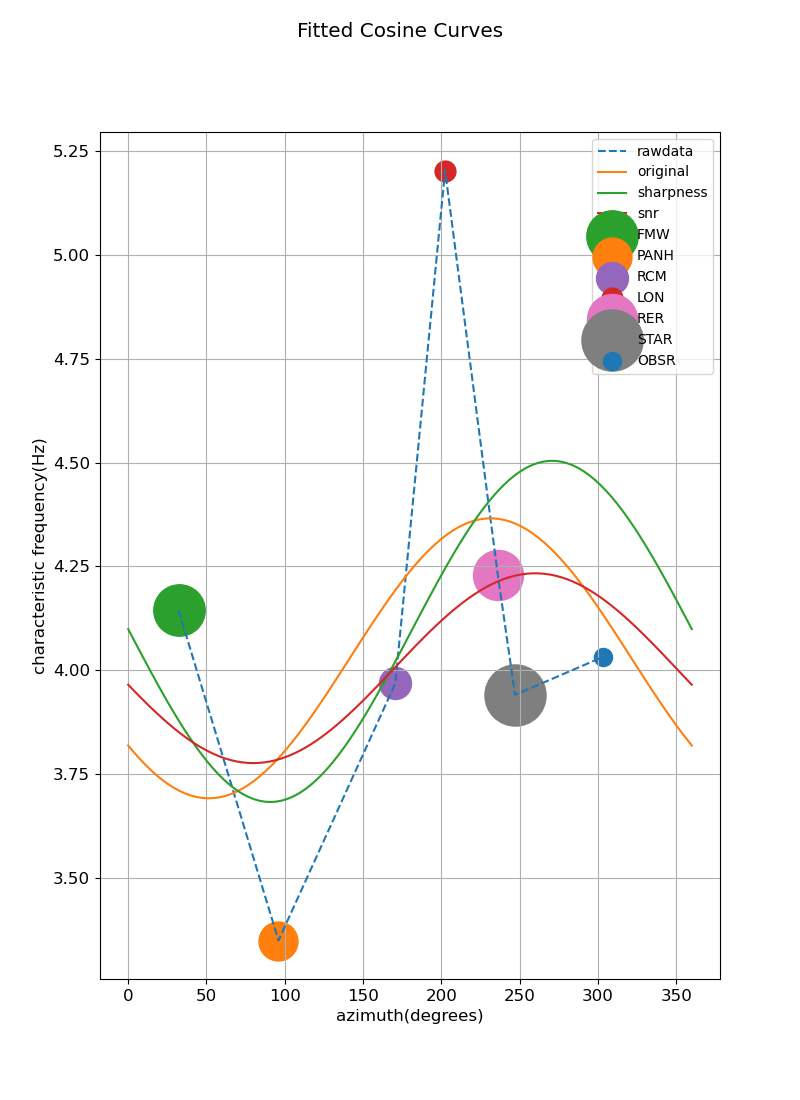 Fitted Cosine Curves
5.25
5.00
4.75
4.50
4.25
4.00
3.75
3.50
characteristic frequency(Hz)
rawdata
original
sharpness
snr
FMW
PANH
RCM
LON
RER
STAR
OBSR
0 50 100 150 200 250 300 350
azimuth(degrees)